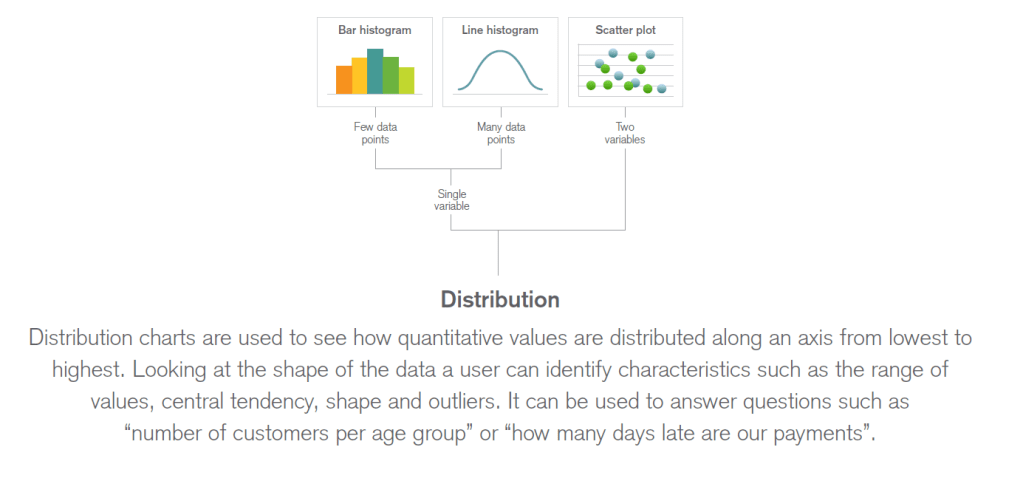 Bar histogram
Line histogram
Scatter plot
Few data
points
Many data
points
Two
variables
Single
variable
Distribution
Distribution charts are used to see how quantitative values are distributed along an axis from lowest to
highest. Looking at the shape of the data a user can identify characteristics such as the range of
values, central tendency, shape and outliers. It can be used to answer questions such as
“number of customers per age group” or “how many days late are our payments”.